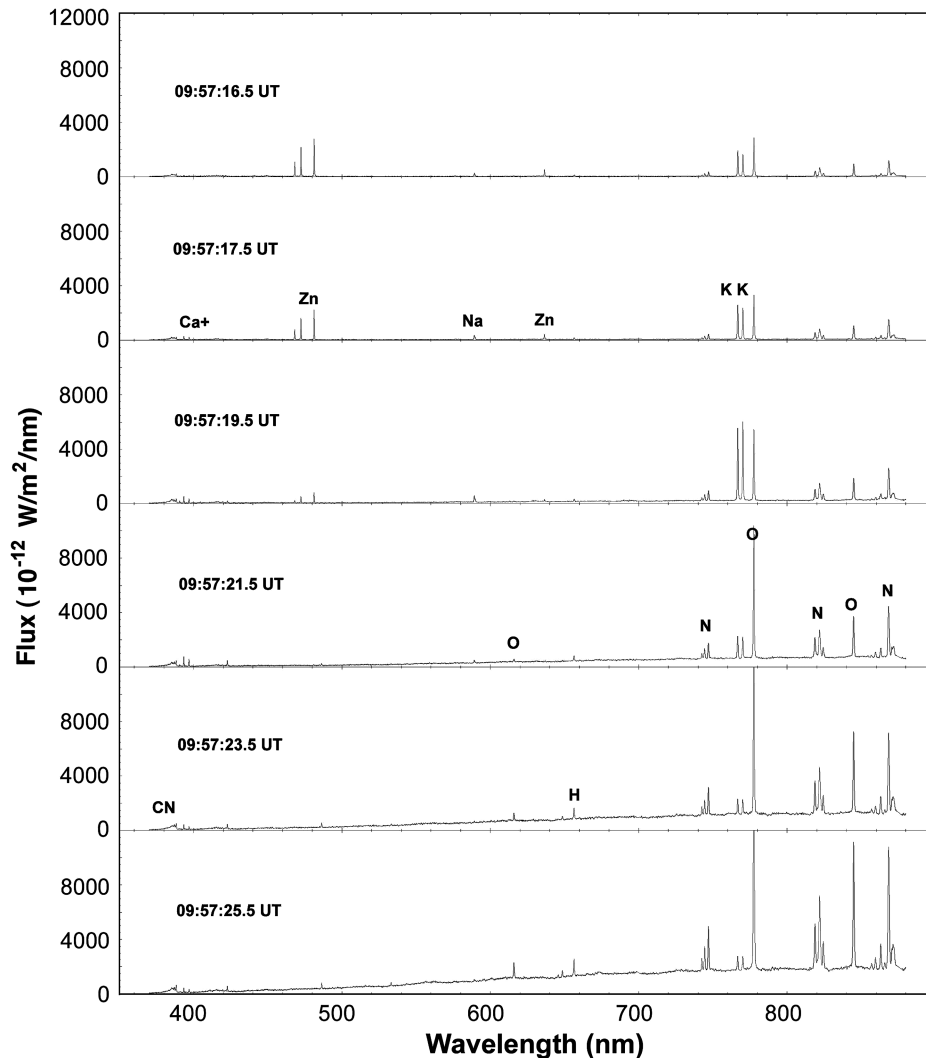 12000
8000
4000
0
09:57:16.5 UT
8000
4000
0
09:57:17.5 UT
Ca+
Zn
Na
Zn
K K
8000
4000
0
09:57:19.5 UT
8000
4000
0
09:57:21.5 UT
O
N
O
N
O
N
8000
4000
0
09:57:23.5 UT
CN
H
8000
4000
0
09:57:25.5 UT
400 500 600 700 800
Wavelength (nm)
Flux (10-12 W/m2/nm)